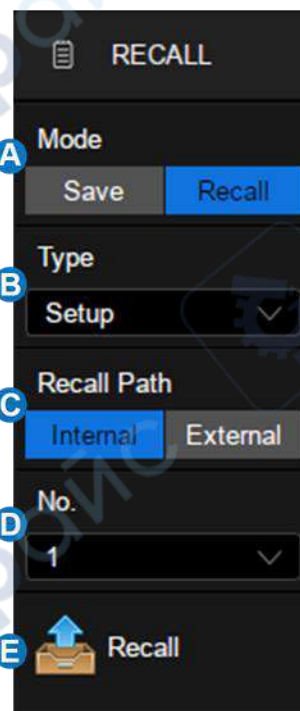 RECALL
A
Mode
Save Recall
B
Type
Setup
C
Recall Path
Internal External
D
No.
1
E
Recall